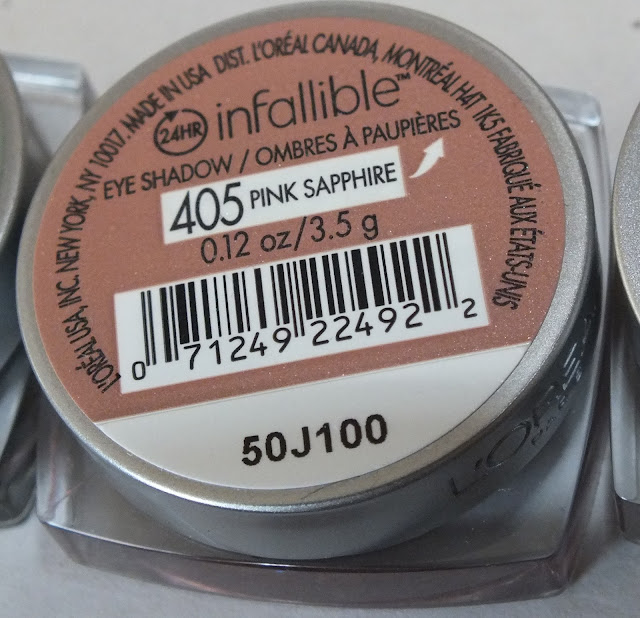 L'ORÉAL USA, INC. NEW YORK, NY 10017 MADE IN USA DIST. L'ORÉAL CANADA, MONTRÉAL H4T 1K5 FABRIQUÉ AUX ÉTATS-UNIS
24HR infallible™
EYE SHADOW / OMBRES À PAUPIÈRES
405 PINK SAPPHIRE
0.12 oz/3.5 g
0 71249 22492 2
50J100